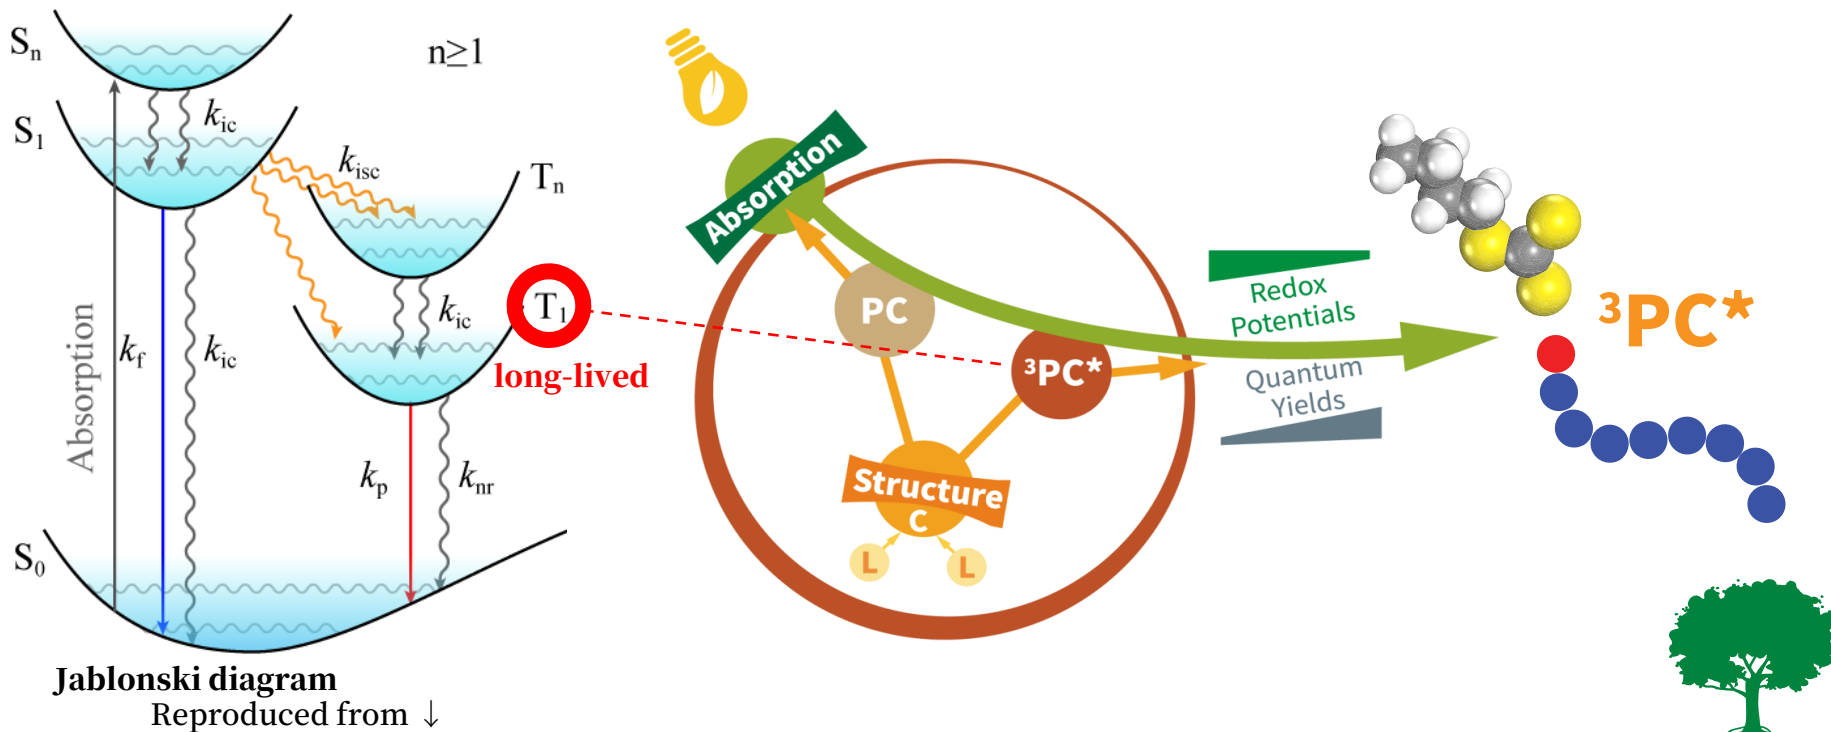 Sn
n≥1
kic
S1
kisc
Tn
T1
kic
long-lived
Absorption
kf
kic
kp
knr
S0
Jablonski diagram
Reproduced from ↓
Absorption
PC
³PC*
Structure
C
L
L
Redox
Potentials
Quantum
Yields
³PC*